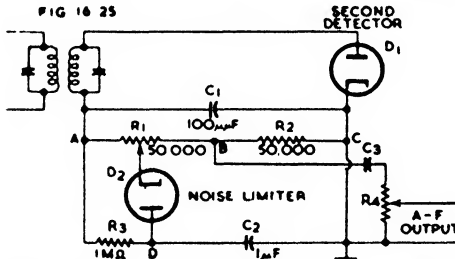 FIG 16 25
SECOND
DETECTOR
D1
C1
100μμF
A
R1
50 000
B
R2
50,000
C
C3
D2
NOISE LIMITER
R4
A-F
OUTPUT
R3
1MΩ
D
C2
1μF